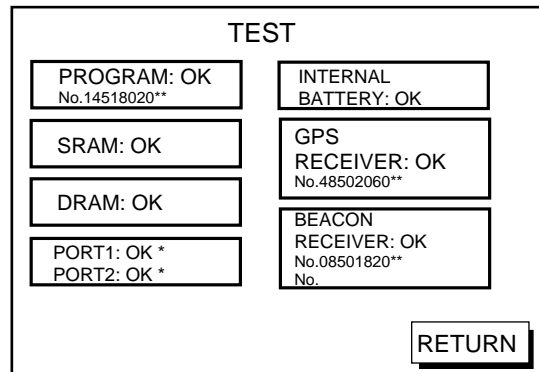 TEST
PROGRAM: OK
No.14518020**
SRAM: OK
DRAM: OK
PORT1: OK *
PORT2: OK *
INTERNAL
BATTERY: OK
GPS
RECEIVER: OK
No.48502060**
BEACON
RECEIVER: OK
No.08501820**
No.
RETURN